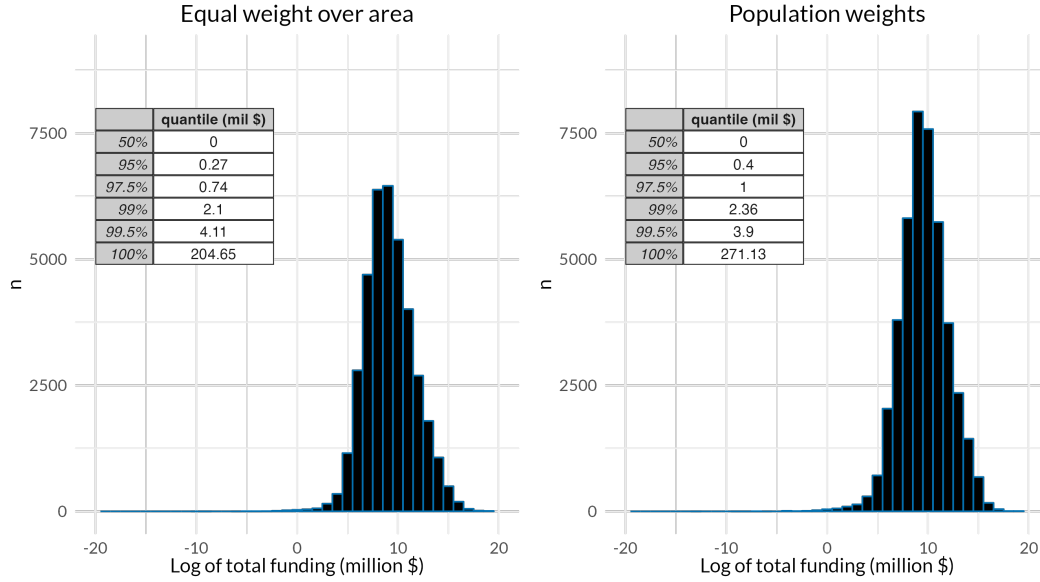 Equal weight over area
n
7500
5000
2500
0
quantile (mil $)
50% 0
95% 0.27
97.5% 0.74
99% 2.1
99.5% 4.11
100% 204.65
-20 -10 0 10 20
Log of total funding (million $)
Population weights
n
7500
5000
2500
0
quantile (mil $)
50% 0
95% 0.4
97.5% 1
99% 2.36
99.5% 3.9
100% 271.13
-20 -10 0 10 20
Log of total funding (million $)